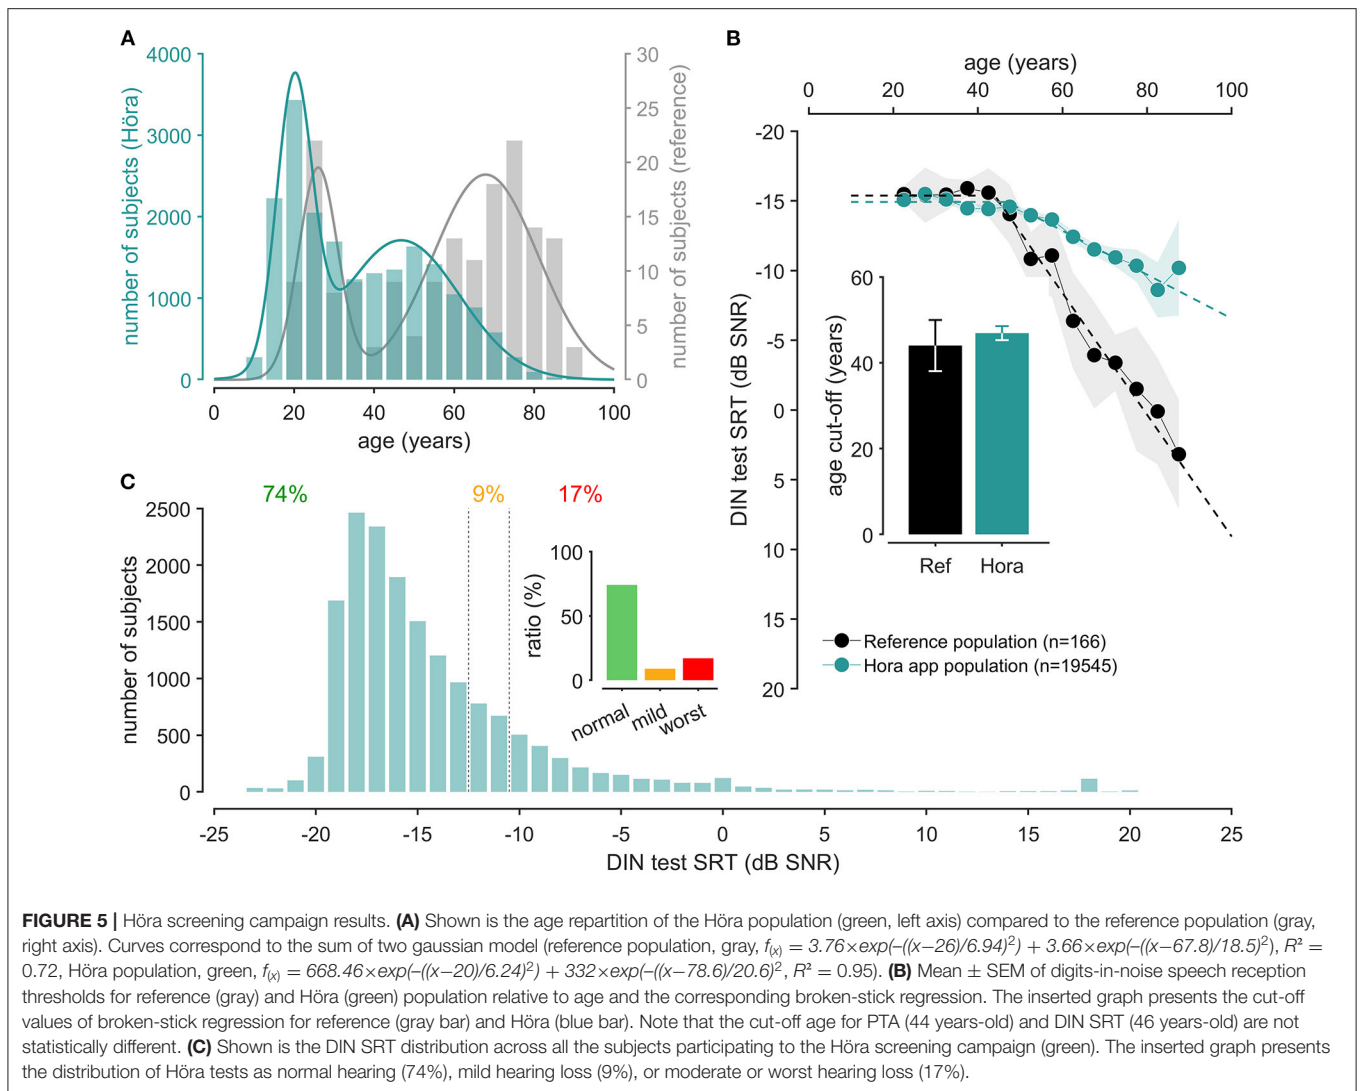 A
4000
3000
2000
1000
0
number of subjects (Höra)
30
25
20
15
10
5
0
number of subjects (reference)
0 20 40 60 80 100
age (years)
B
age (years)
0 20 40 60 80 100
-20
-15
-10
-5
0
5
10
15
20
DIN test SRT (dB SNR)
60
40
20
0
age cut-off (years)
Ref Hora
Reference population (n=166)
Hora app population (n=19545)
C
74% 9% 17%
2500
2000
1500
1000
500
0
number of subjects
100
50
0
ratio (%)
normal mild worst
-25 -20 -15 -10 -5 0 5 10 15 20 25
DIN test SRT (dB SNR)
FIGURE 5 | Höra screening campaign results. (A) Shown is the age repartition of the Höra population (green, left axis) compared to the reference population (gray,
right axis). Curves correspond to the sum of two gaussian model (reference population, gray, f(x) = 3.76×exp(–((x−26)/6.94)²) + 3.66×exp(–((x−67.8)/18.5)²), R² =
0.72, Höra population, green, f(x) = 668.46×exp(–((x−20)/6.24)²) + 332×exp(–((x−78.6)/20.6)², R² = 0.95). (B) Mean ± SEM of digits-in-noise speech reception
thresholds for reference (gray) and Höra (green) population relative to age and the corresponding broken-stick regression. The inserted graph presents the cut-off
values of broken-stick regression for reference (gray bar) and Höra (blue bar). Note that the cut-off age for PTA (44 years-old) and DIN SRT (46 years-old) are not
statistically different. (C) Shown is the DIN SRT distribution across all the subjects participating to the Höra screening campaign (green). The inserted graph presents
the distribution of Höra tests as normal hearing (74%), mild hearing loss (9%), or moderate or worst hearing loss (17%).